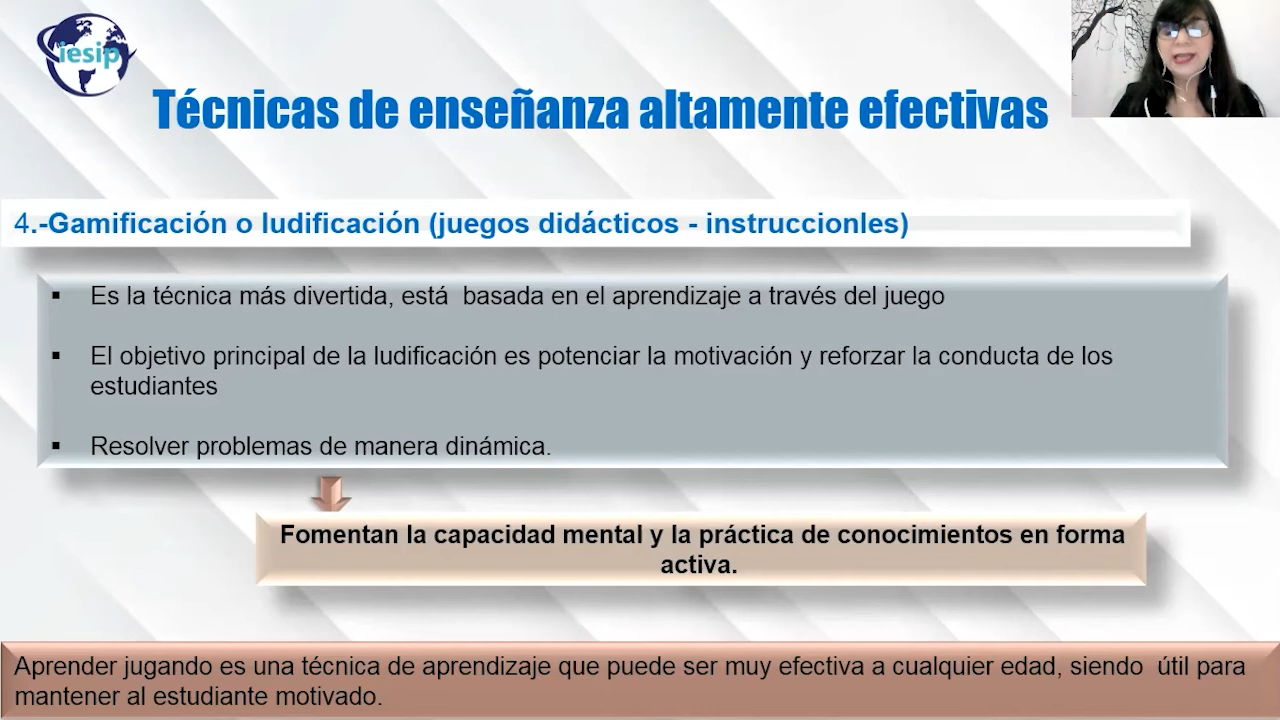 iesip
Técnicas de enseñanza altamente efectivas
4.-Gamificación o ludificación (juegos didácticos - instruccionles)
▪ Es la técnica más divertida, está  basada en el aprendizaje a través del juego
▪ El objetivo principal de la ludificación es potenciar la motivación y reforzar la conducta de los
estudiantes
▪ Resolver problemas de manera dinámica.
Fomentan la capacidad mental y la práctica de conocimientos en forma
activa.
Aprender jugando es una técnica de aprendizaje que puede ser muy efectiva a cualquier edad, siendo  útil para
mantener al estudiante motivado.